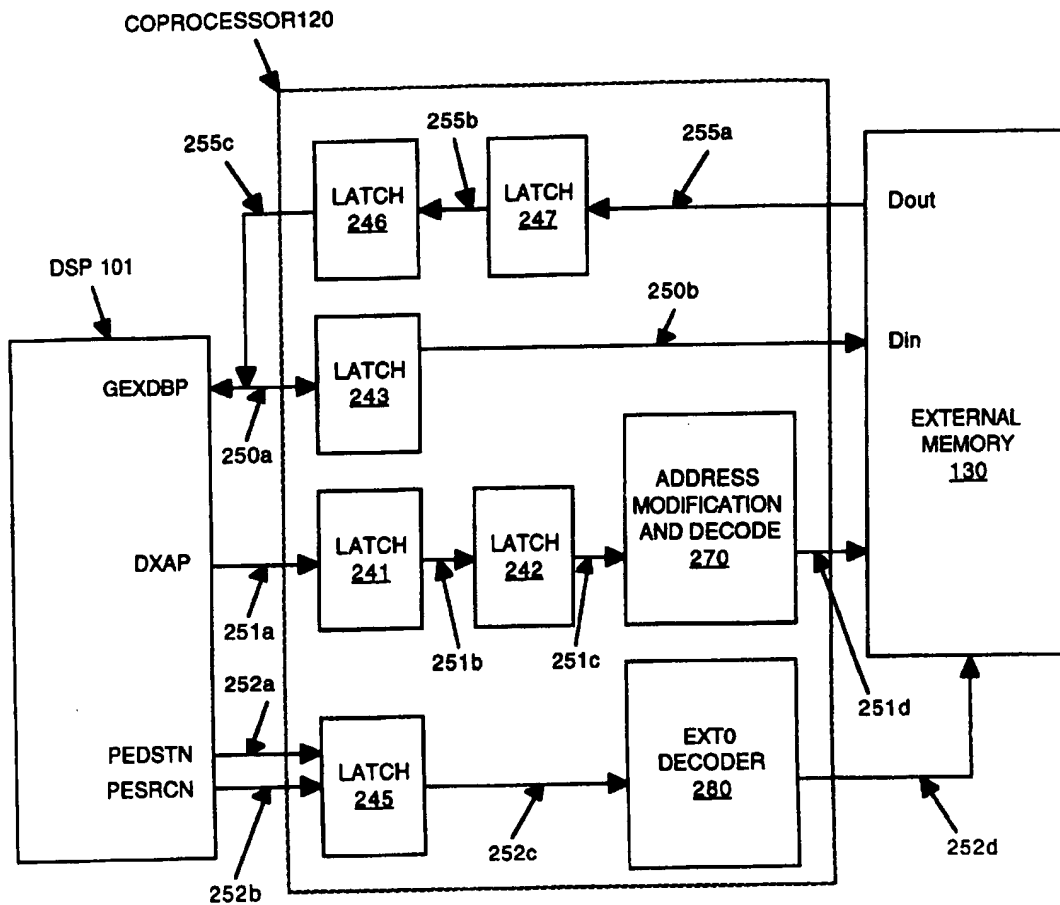 COPROCESSOR120
255c
255b
255a
LATCH
246
LATCH
247
Dout
DSP 101
250b
Din
GEXDBP
LATCH
243
250a
EXTERNAL
MEMORY
130
ADDRESS
MODIFICATION
AND DECODE
270
DXAP
LATCH
241
LATCH
242
251a
251b
251c
251d
252a
PEDSTN
PESRCN
LATCH
245
EXT0
DECODER
280
252b
252c
252d